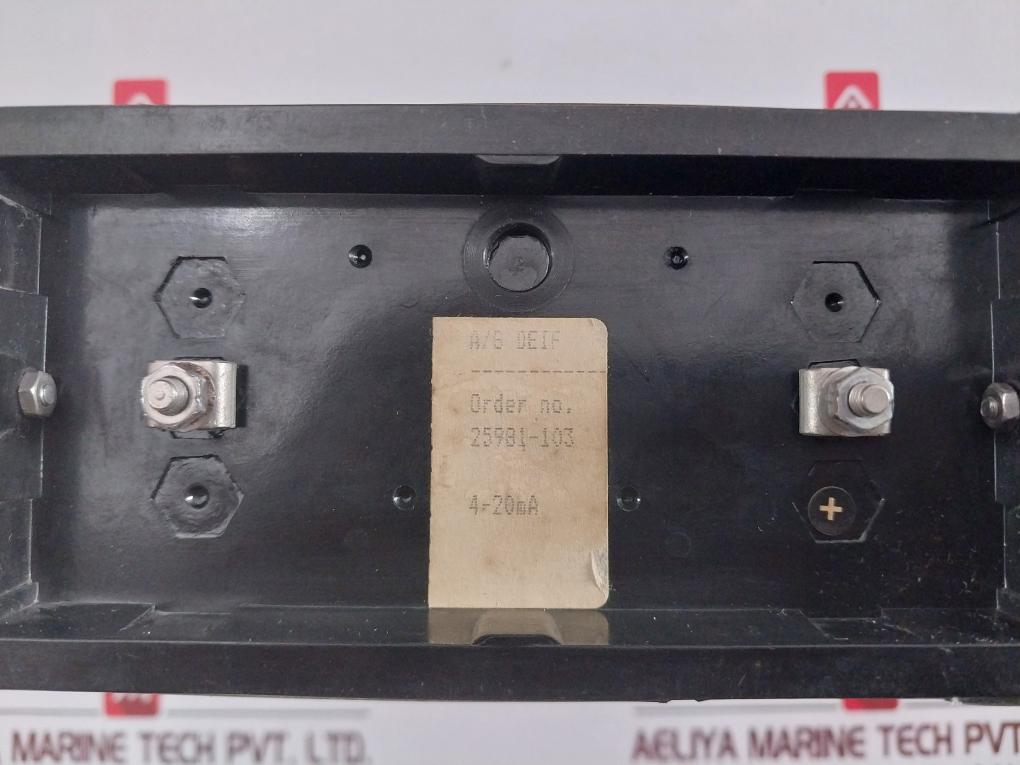 A/S DEIF
Order no.
25981-103
4-20mA
+
A MARINE TECH PVT. LTD.
AELIYA MARINE TECH PVT